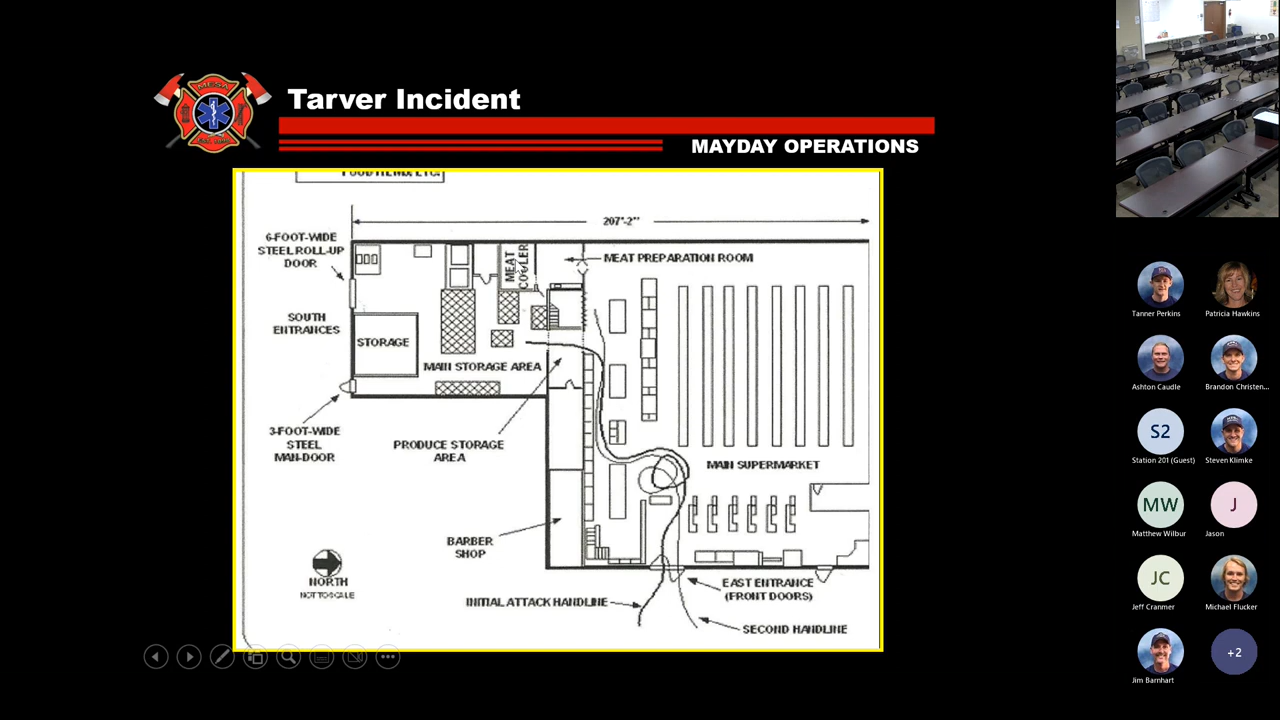 Tarver Incident
MAYDAY OPERATIONS
207'-2"
6-FOOT-WIDE
STEEL ROLL-UP
DOOR
MEAT
COOLER
MEAT PREPARATION ROOM
SOUTH
ENTRANCES
STORAGE
MAIN STORAGE AREA
3-FOOT-WIDE
STEEL
MAN-DOOR
PRODUCE STORAGE
AREA
MAIN SUPERMARKET
BARBER
SHOP
NORTH
NOT TO SCALE
EAST ENTRANCE
(FRONT DOORS)
INITIAL ATTACK HANDLINE
SECOND HANDLINE
Tanner Perkins
Patricia Hawkins
Ashton Caudle
Brandon Christen...
S2
Station 201 (Guest)
Steven Klimke
MW
Matthew Wilbur
J
Jason
JC
Jeff Cranmer
Michael Flucker
Jim Barnhart
+2